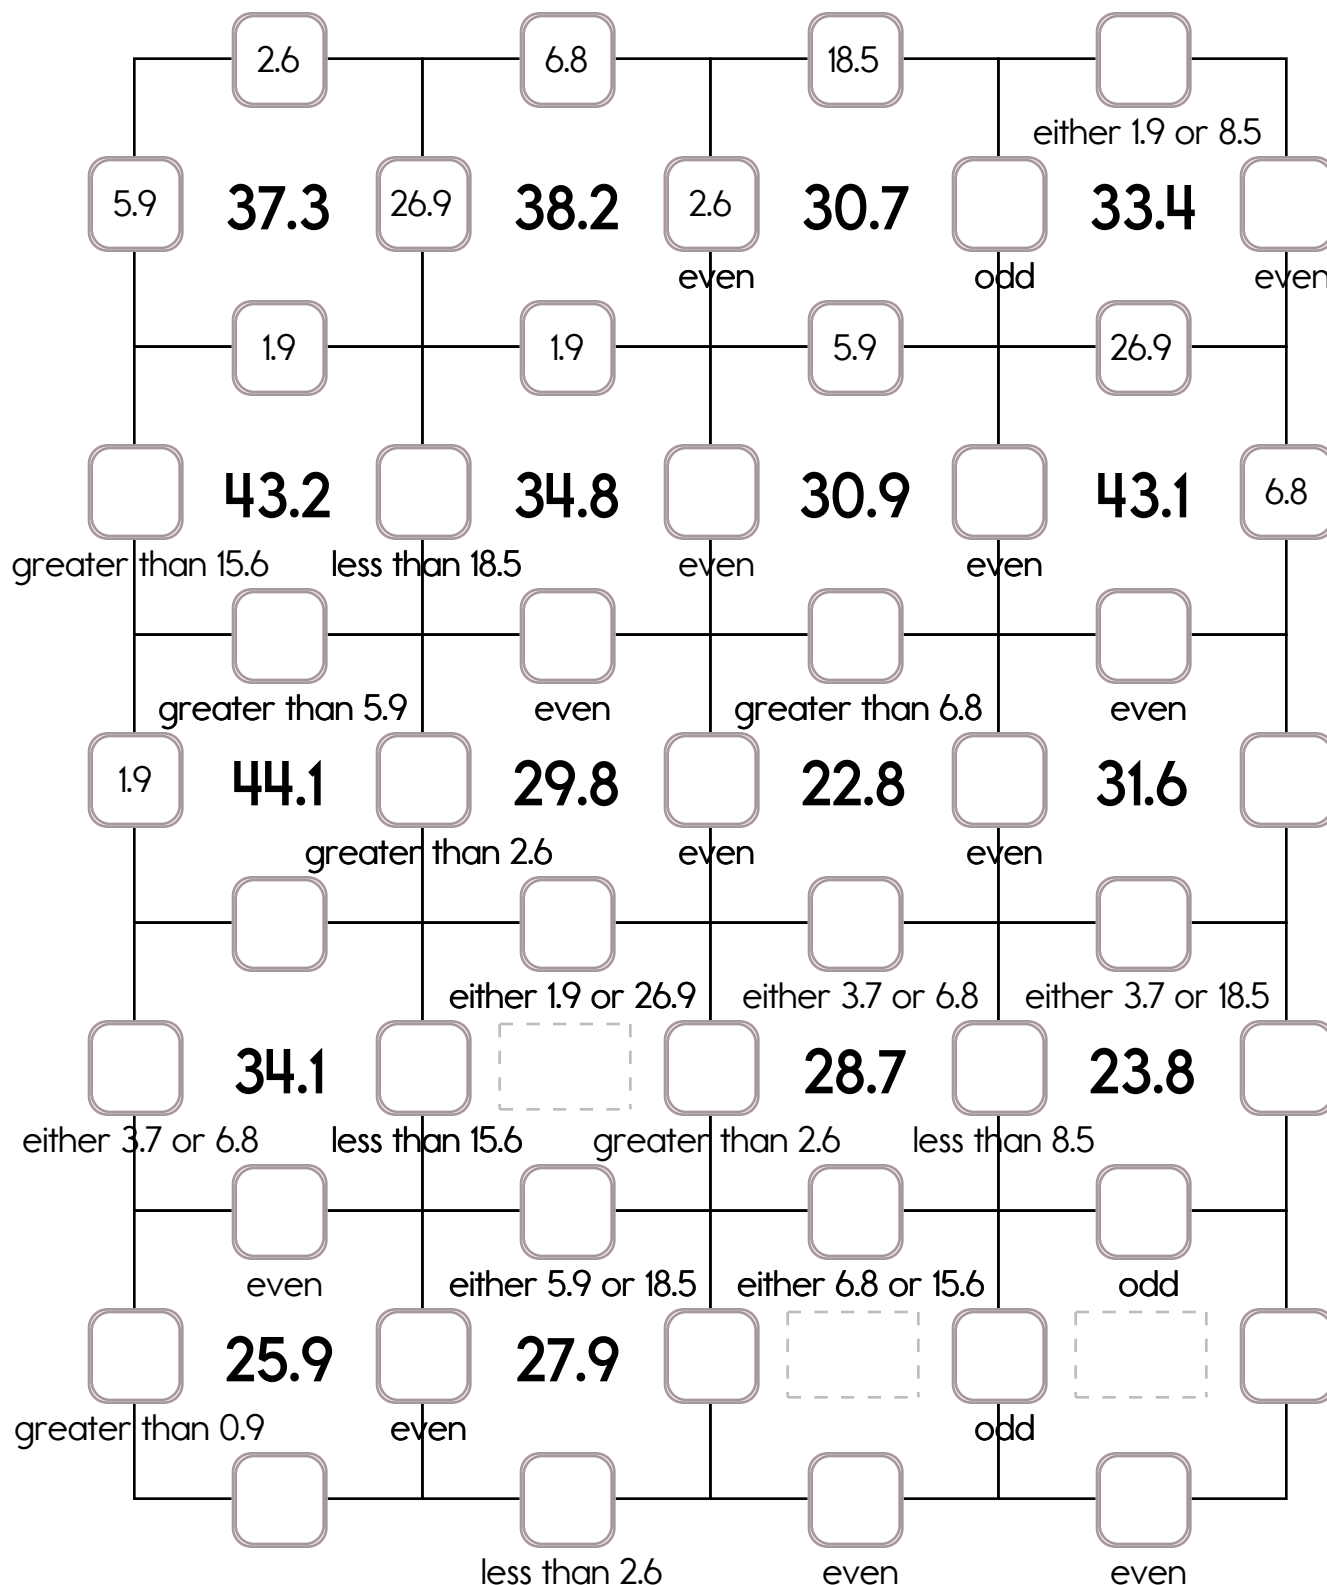 2.6 6.8 18.5
either 1.9 or 8.5
5.9 37.3 26.9 38.2 2.6 30.7 33.4
even odd even
1.9 1.9 5.9 26.9
43.2 34.8 30.9 43.1 6.8
greater than 15.6 less than 18.5 even even
greater than 5.9 even greater than 6.8 even
1.9 44.1 29.8 22.8 31.6
greater than 2.6 even even
either 1.9 or 26.9 either 3.7 or 6.8 either 3.7 or 18.5
34.1 28.7 23.8
either 3.7 or 6.8 less than 15.6 greater than 2.6 less than 8.5
even either 5.9 or 18.5 either 6.8 or 15.6 odd
25.9 27.9
greater than 0.9 even odd
less than 2.6 even even